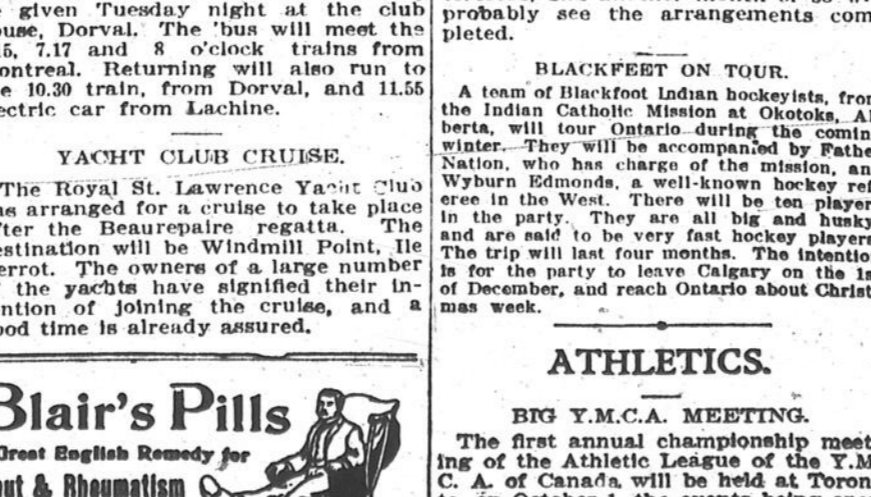 given Tuesday night at the club
use, Dorval. The 'bus will meet the
5, 7.17 and 8 o'clock trains from
ontreal. Returning will also run to
e 10.30 train, from Dorval, and 11.55
ectric car from Lachine.
YACHT CLUB CRUISE.
The Royal St. Lawrence Yacht Club
as arranged for a cruise to take place
fter the Beaurepaire regatta. The
estination will be Windmill Point, Ile
errot. The owners of a large number
the yachts have signified their in-
ntion of joining the cruise, and a
ood time is already assured.
Blair's Pills
Great English Remedy for
out & Rheumatism
probably see the arrangements com
pleted.
BLACKFEET ON TOUR.
A team of Blackfoot Indian hockeyists, from
the Indian Catholic Mission at Okotoks, Al
berta, will tour Ontario during the comin
winter. They will be accompanied by Fathe
Nation, who has charge of the mission, an
Wyburn Edmonds, a well-known hockey ref
eree in the West. There will be ten player
in the party. They are all big and husky
and are said to be very fast hockey players
The trip will last four months. The intentio
is for the party to leave Calgary on the 1s
of December, and reach Ontario about Christ
mas week.
ATHLETICS.
BIG Y.M.C.A. MEETING.
The first annual championship meet
ing of the Athletic League of the Y.M
C. A. of Canada will be held at Toron